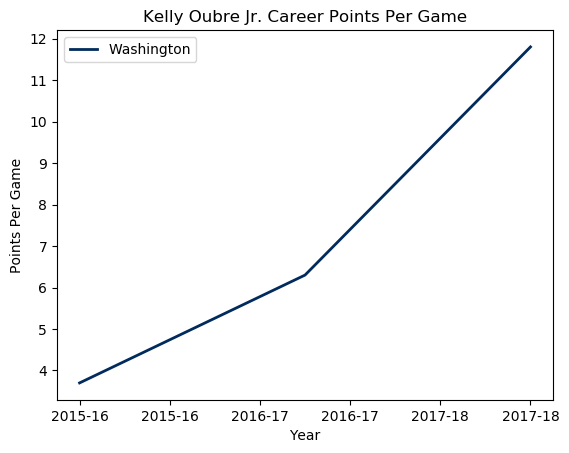 Kelly Oubre Jr. Career Points Per Game
Washington
Points Per Game
12
11
10
9
8
7
6
5
4
2015-16 2015-16 2016-17 2016-17 2017-18 2017-18
Year